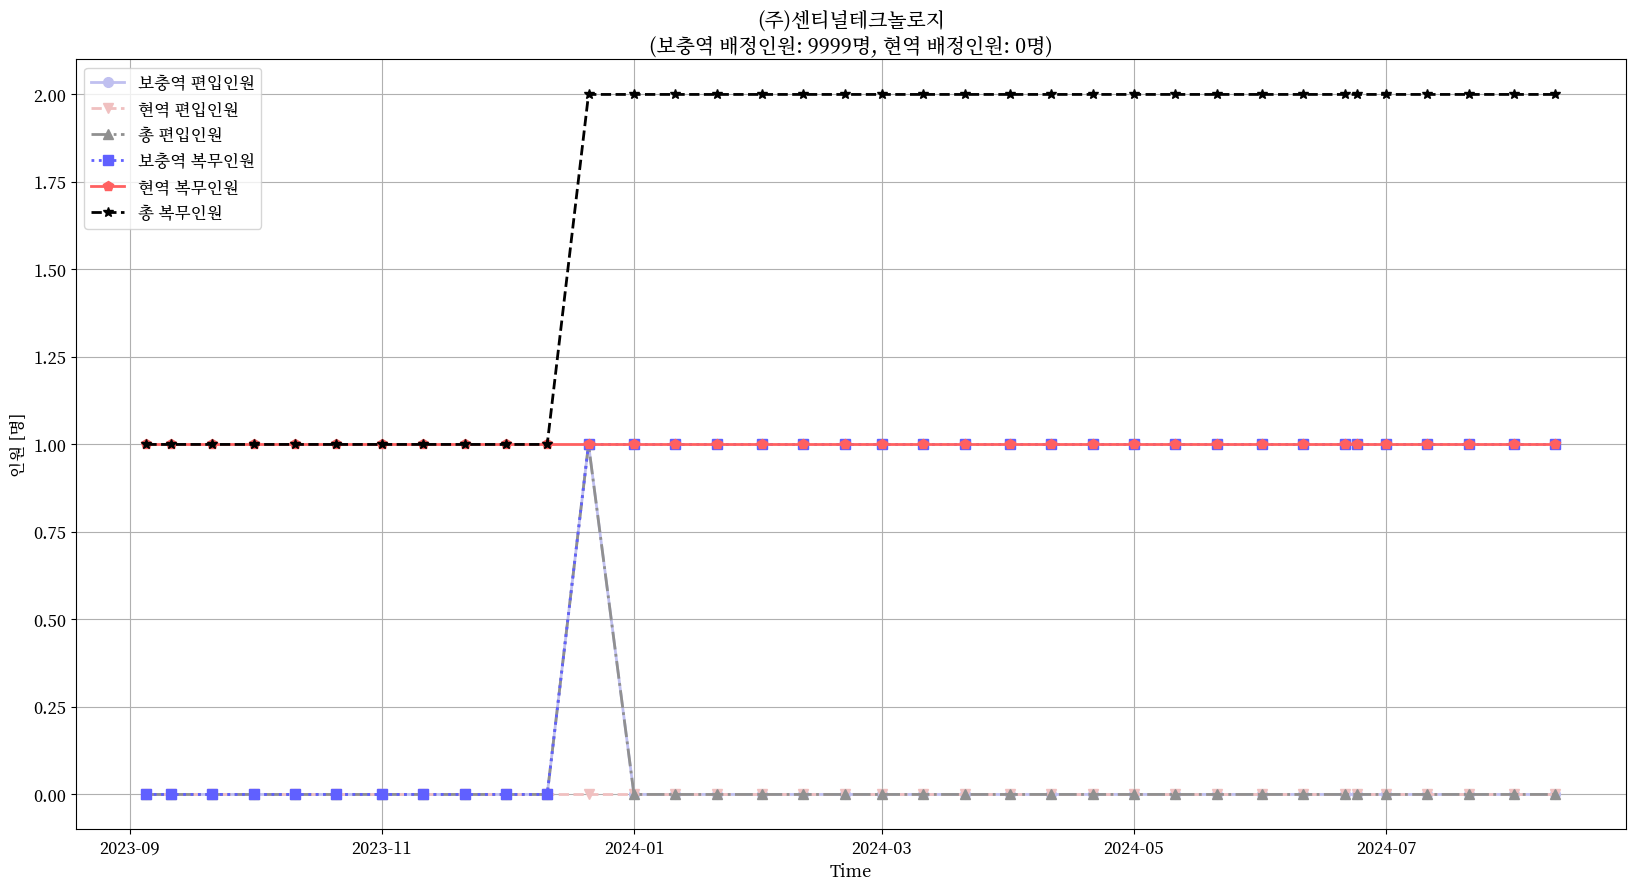 (주)센티널테크놀로지
(보충역 배정인원: 9999명, 현역 배정인원: 0명)
보충역 편입인원
현역 편입인원
총 편입인원
보충역 복무인원
현역 복무인원
총 복무인원
2.00
1.75
1.50
1.25
1.00
0.75
0.50
0.25
0.00
인원 [명]
2023-09 2023-11 2024-01 2024-03 2024-05 2024-07
Time